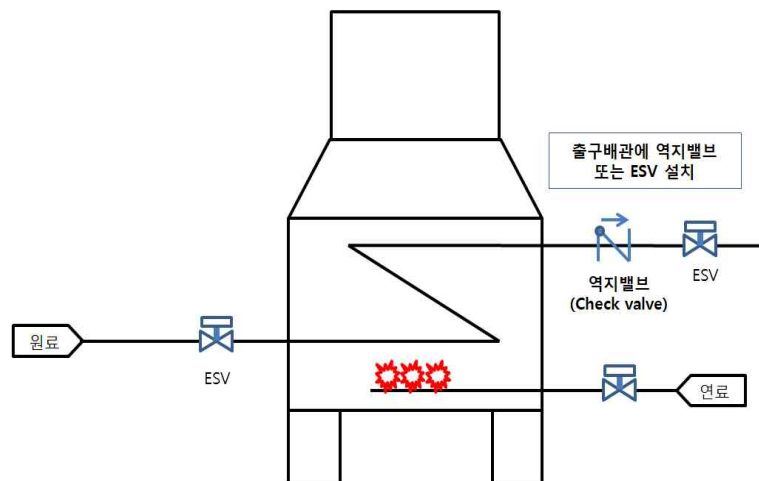 출구배관에 역지밸브
또는 ESV 설치
역지밸브
(Check valve)
ESV
원료
ESV
연료